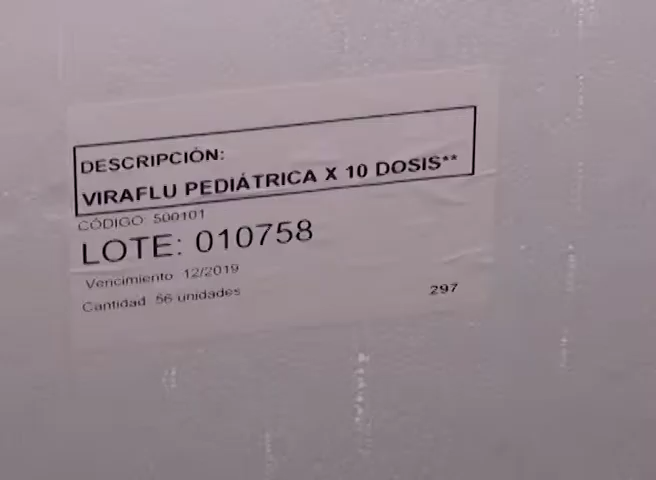 DESCRIPCIÓN:
VIRAFLU PEDIÁTRICA X 10 DOSIS**
CÓDIGO: 500101
LOTE: 010758
Vencimiento 12/2019
Cantidad 56 unidades
297